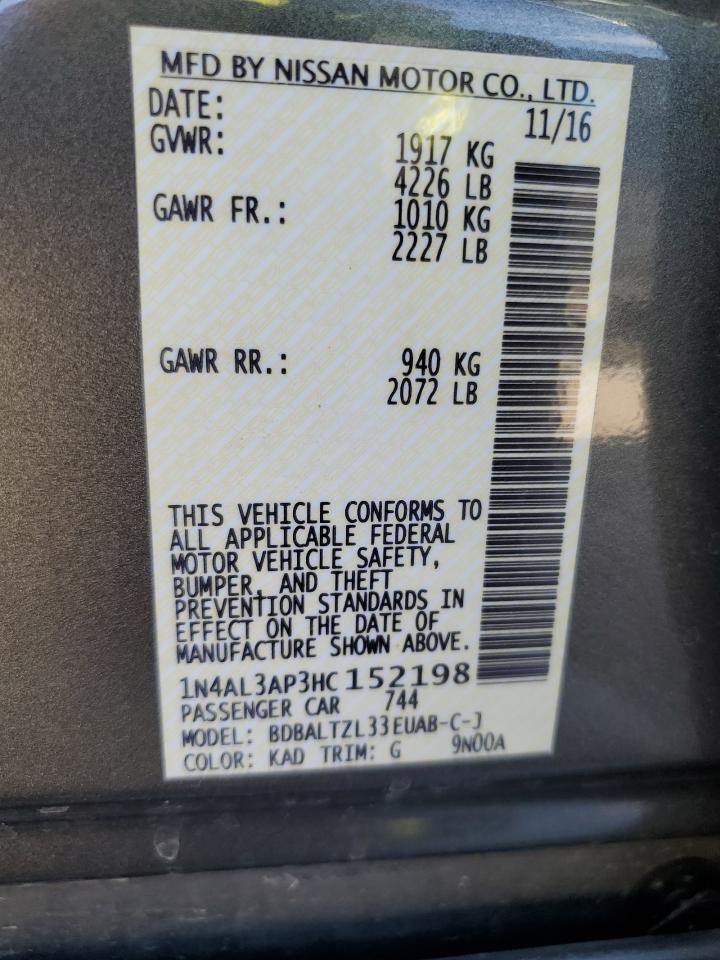 MFD BY NISSAN MOTOR CO., LTD.
DATE: 11/16
GVWR: 1917 KG
4226 LB
GAWR FR.: 1010 KG
2227 LB
GAWR RR.: 940 KG
2072 LB
THIS VEHICLE CONFORMS TO
ALL APPLICABLE FEDERAL
MOTOR VEHICLE SAFETY,
BUMPER, AND THEFT
PREVENTION STANDARDS IN
EFFECT ON THE DATE OF
MANUFACTURE SHOWN ABOVE.
1N4AL3AP3HC152198
PASSENGER CAR 744
MODEL: BDBALTZL33EUAB-C-J
COLOR: KAD TRIM: G 9N00A